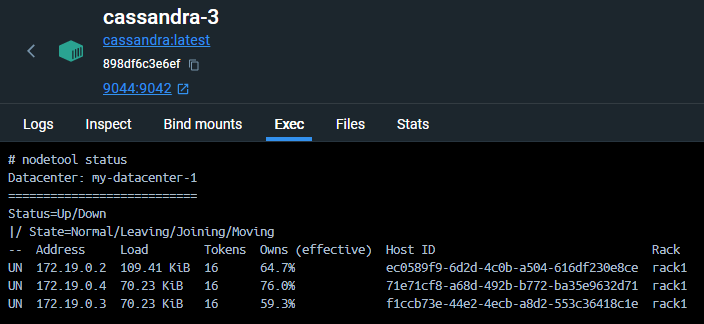 cassandra-3
cassandra:latest
898df6c3e6ef
9044:9042
Logs Inspect Bind mounts Exec Files Stats
# nodetool status
Datacenter: my-datacenter-1
===========================
Status=Up/Down
|/ State=Normal/Leaving/Joining/Moving
--  Address     Load        Tokens  Owns (effective)  Host ID                               Rack
UN  172.19.0.2  109.41 KiB  16      64.7%             ec0589f9-6d2d-4c0b-a504-616df230e8ce  rack1
UN  172.19.0.4  70.23 KiB   16      76.0%             71e71cf8-a68d-492b-b772-ba35e9632d71  rack1
UN  172.19.0.3  70.23 KiB   16      59.3%             f1ccb73e-44e2-4ecb-a8d2-553c36418c1e  rack1